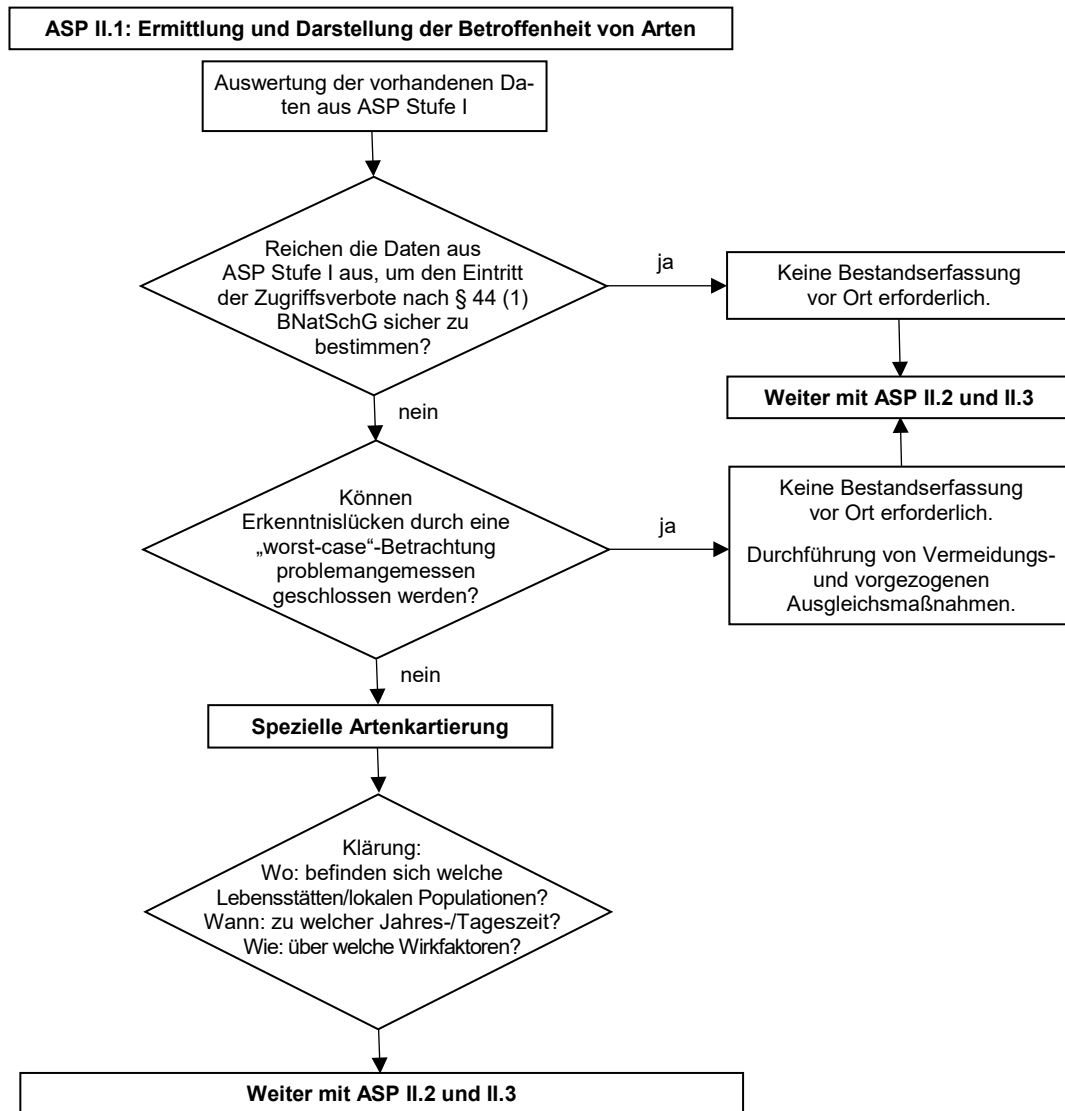 ASP II.1: Ermittlung und Darstellung der Betroffenheit von Arten
Auswertung der vorhandenen Da-
ten aus ASP Stufe I
Reichen die Daten aus
ASP Stufe I aus, um den Eintritt
der Zugriffsverbote nach § 44 (1)
BNatSchG sicher zu
bestimmen?
ja
Keine Bestandserfassung
vor Ort erforderlich.
Weiter mit ASP II.2 und II.3
nein
Können
Erkenntnislücken durch eine
„worst-case“-Betrachtung
problemangemessen
geschlossen werden?
ja
Keine Bestandserfassung
vor Ort erforderlich.
Durchführung von Vermeidungs-
und vorgezogenen
Ausgleichsmaßnahmen.
nein
Spezielle Artenkartierung
Klärung:
Wo: befinden sich welche
Lebensstätten/lokalen Populationen?
Wann: zu welcher Jahres-/Tageszeit?
Wie: über welche Wirkfaktoren?
Weiter mit ASP II.2 und II.3